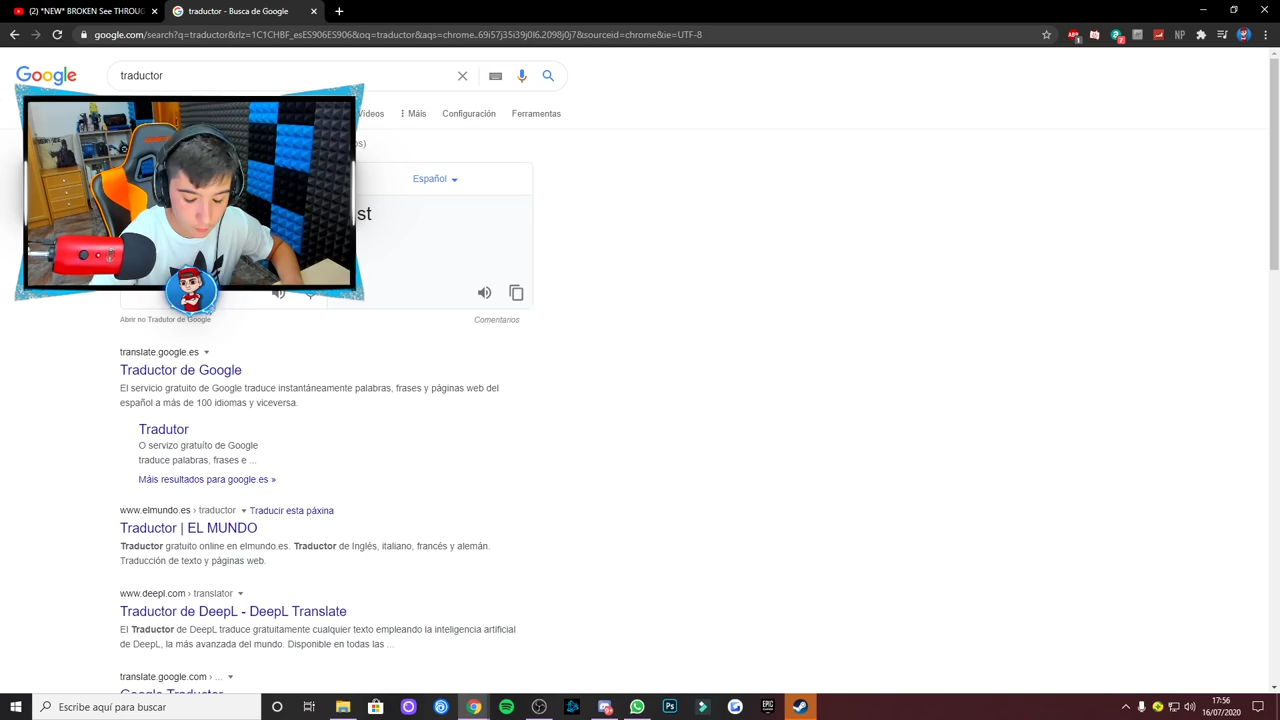 (2) *NEW* BROKEN See THROUG
traductor - Buscar con Google
google.com/search?q=traductor&rlz=1C1CHBF_esES906ES906&oq=traductor&aqs=chrome..69i57j35i39j0l6.2098j0j7&sourceid=chrome&ie=UTF-8
Google
traductor
Vídeos
Máis
Configuración
Ferramentas
os)
Español
st
Abrir no Tradutor de Google
Comentarios
translate.google.es
Traductor de Google
El servicio gratuito de Google traduce instantáneamente palabras, frases y páginas web del
español a más de 100 idiomas y viceversa.
Tradutor
O servizo gratuíto de Google
traduce palabras, frases e ...
Máis resultados para google.es »
www.elmundo.es › traductor
Traducir esta páxina
Traductor | EL MUNDO
Traductor gratuito online en elmundo.es. Traductor de Inglés, italiano, francés y alemán.
Traducción de texto y páginas web.
www.deepl.com › translator
Traductor de DeepL - DeepL Translate
El Traductor de DeepL traduce gratuitamente cualquier texto empleando la inteligencia artificial
de DeepL, la más avanzada del mundo. Disponible en todas las ...
translate.google.com › ...
Google Traductor
Escribe aquí para buscar
17:56
16/07/2020